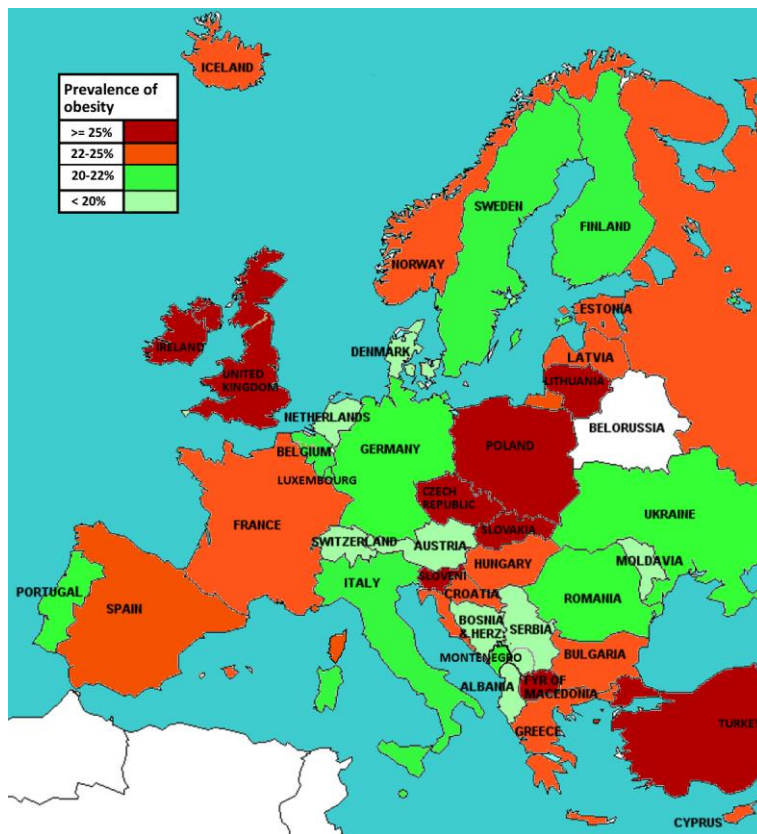 ICELAND
Prevalence of
obesity
>= 25%
22-25%
20-22%
< 20%
SWEDEN
FINLAND
NORWAY
ESTONIA
LATVIA
DENMARK
LITHUANIA
IRELAND
UNITED
KINGDOM
NETHERLANDS
BELORUSSIA
BELGIUM
GERMANY
POLAND
LUXEMBOURG
CZECH
REPUBLIC
UKRAINE
FRANCE
SLOVAKIA
SWITZERLAND
AUSTRIA
MOLDAVIA
HUNGARY
SLOVENI
ITALY
PORTUGAL
CROATIA
ROMANIA
SPAIN
BOSNIA
& HERZ.
SERBIA
MONTENEGRO
BULGARIA
ALBANIA
FYR OF
MACEDONIA
TURKEY
GREECE
CYPRUS